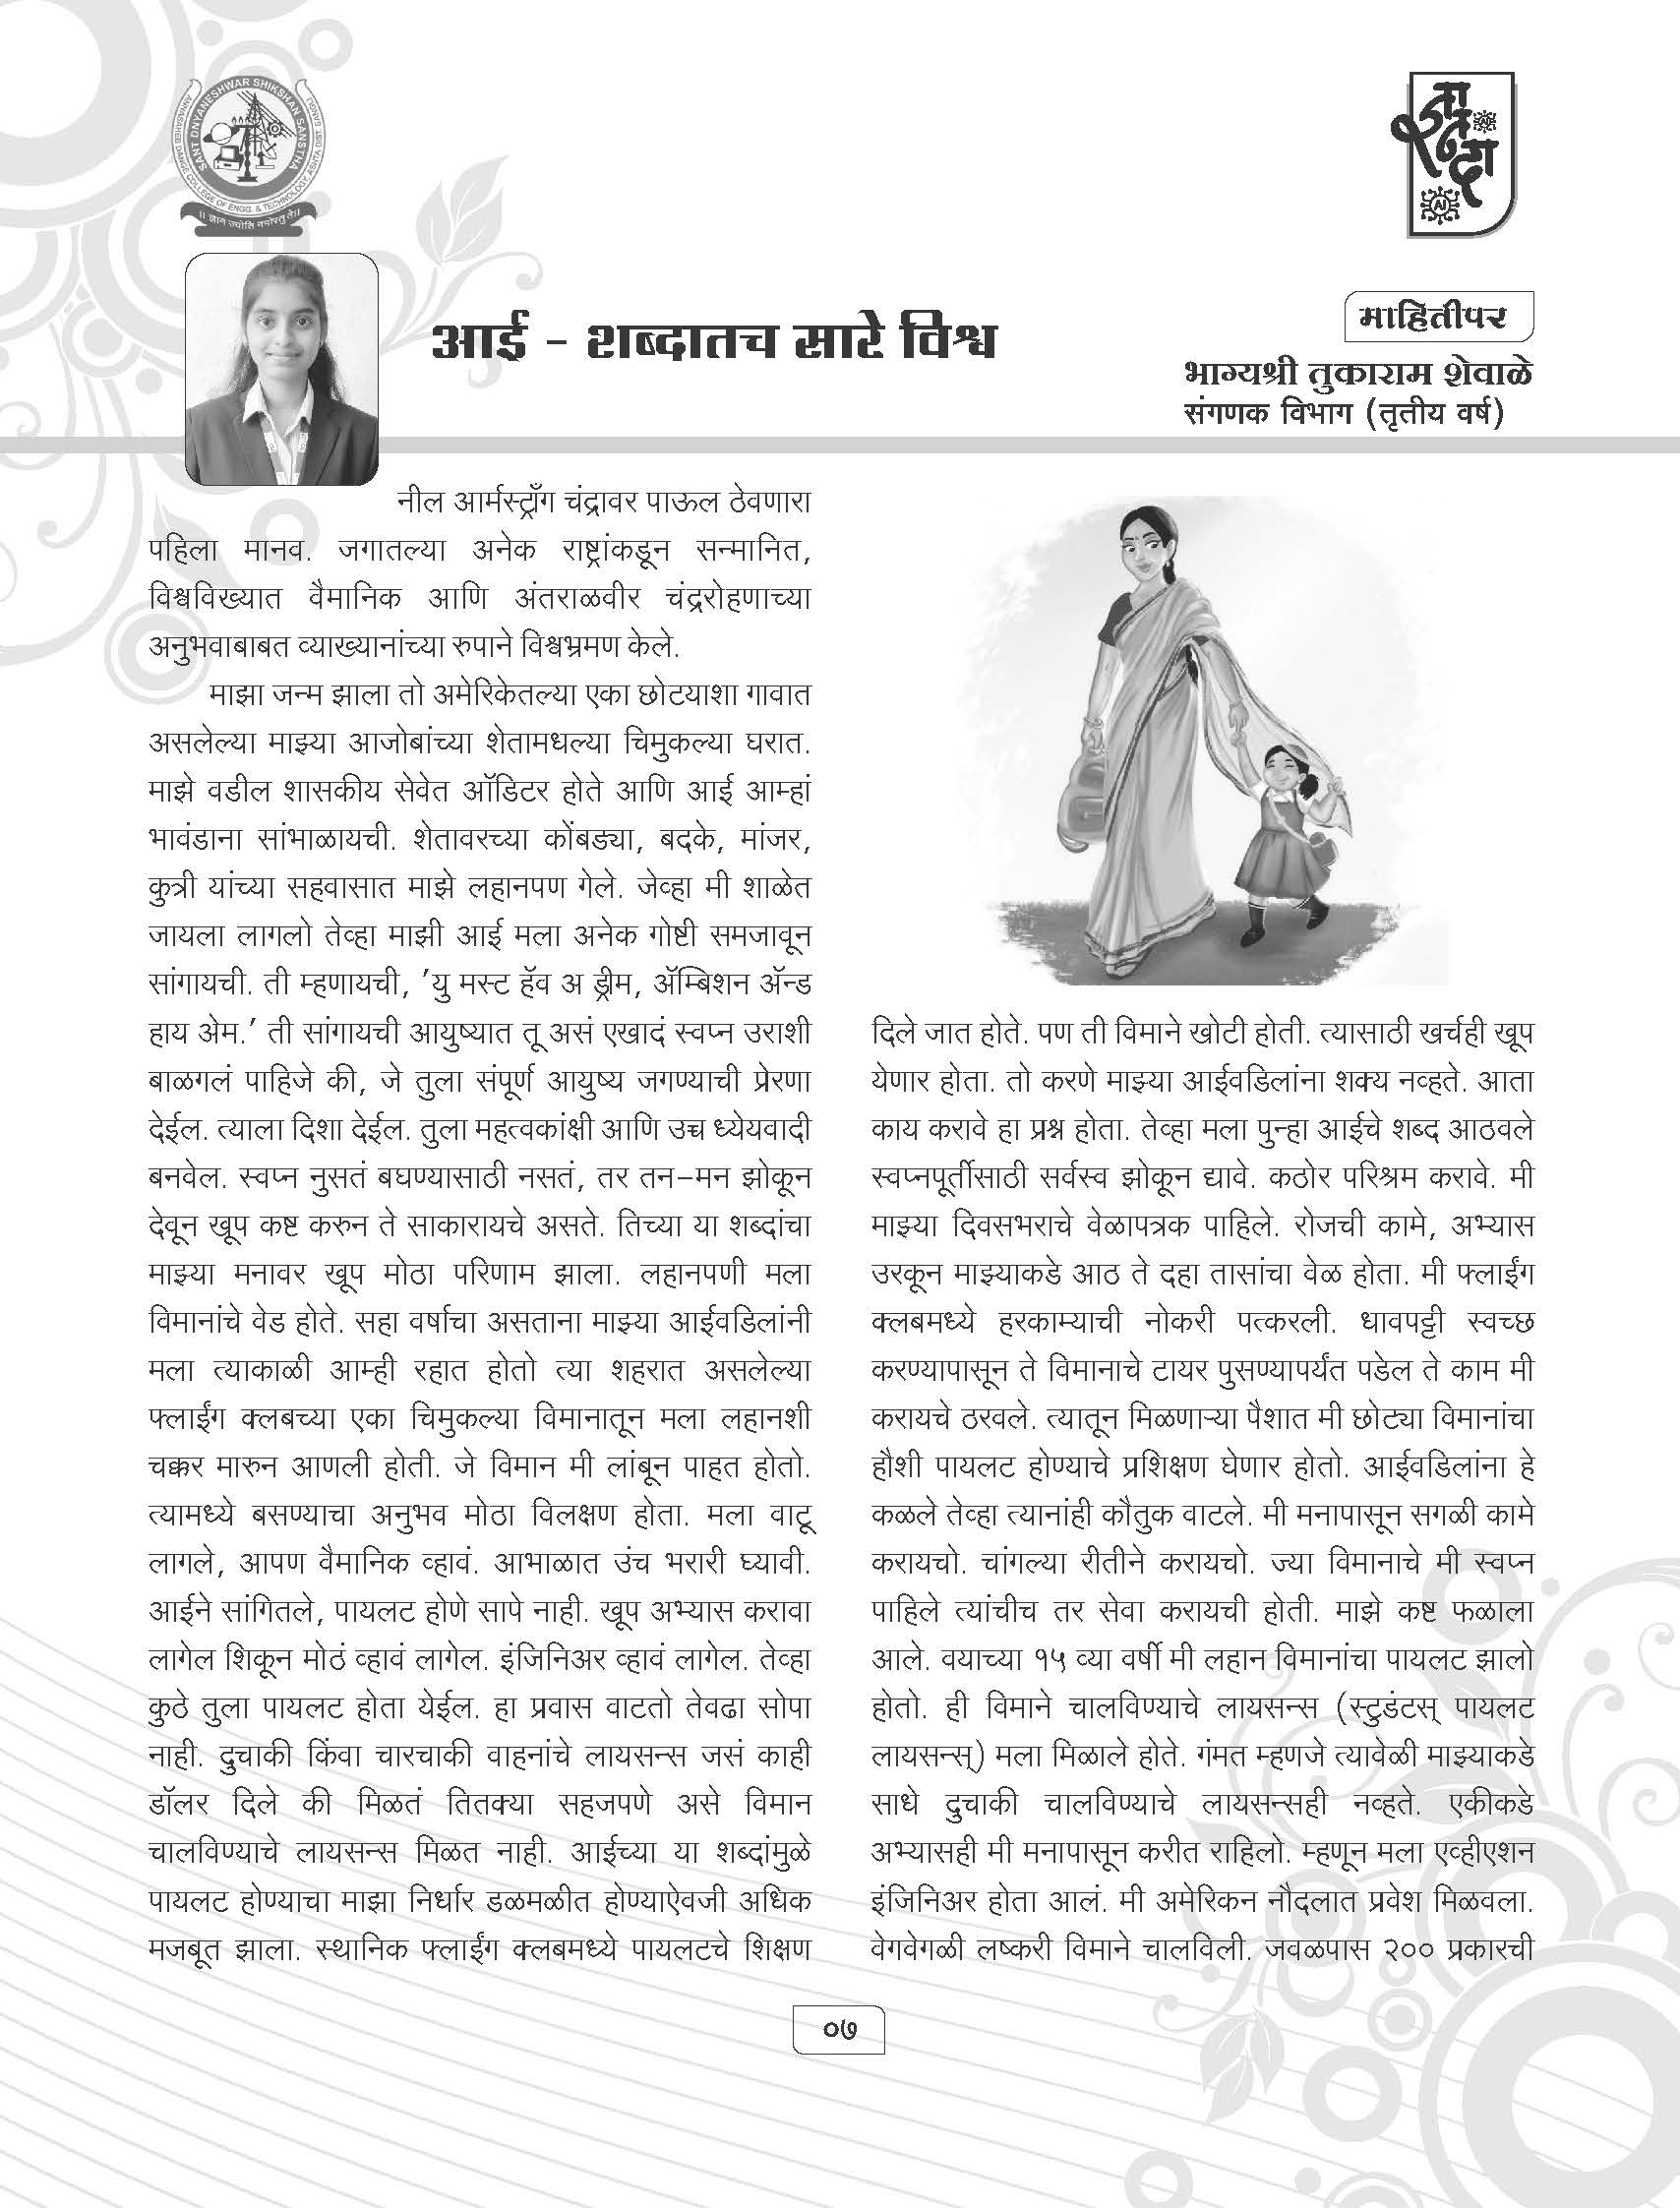 SANT DNYANESHWAR SHIKSHAN SANSTHA
ANNASAHEB DANGE COLLEGE OF ENGG. & TECHNOLOGY, ASHTA DIST. SANGLI
AI
AI
माहितीपर
आई - शब्दातच सारे विश्व
भाग्यश्री तुकाराम शेवाळे
संगणक विभाग (तृतीय वर्ष)
नील आर्मस्ट्राँग चंद्रावर पाऊल ठेवणारा
पहिला मानव. जगातल्या अनेक राष्ट्रांकडून सन्मानित,
विश्वविख्यात वैमानिक आणि अंतराळवीर चंद्ररोहणाच्या
अनुभवाबाबत व्याख्यानांच्या रुपाने विश्वभ्रमण केले.
माझा जन्म झाला तो अमेरिकेतल्या एका छोटयाशा गावात
असलेल्या माझ्या आजोबांच्या शेतामधल्या चिमुकल्या घरात.
माझे वडील शासकीय सेवेत ऑडिटर होते आणि आई आम्हां
भावंडाना सांभाळायची. शेतावरच्या कोंबड्या, बदके, मांजर,
कुत्री यांच्या सहवासात माझे लहानपण गेले. जेव्हा मी शाळेत
जायला लागलो तेव्हा माझी आई मला अनेक गोष्टी समजावून
सांगायची. ती म्हणायची, ’यु मस्ट हॅव अ ड्रीम, ॲम्बिशन ॲन्ड
हाय अेम.’ ती सांगायची आयुष्यात तू असं एखादं स्वप्न उराशी
बाळगलं पाहिजे की, जे तुला संपूर्ण आयुष्य जगण्याची प्रेरणा
देईल. त्याला दिशा देईल. तुला महत्वकांक्षी आणि उच्च ध्येयवादी
बनवेल. स्वप्न नुसतं बघण्यासाठी नसतं, तर तन-मन झोकून
देवून खूप कष्ट करुन ते साकारायचे असते. तिच्या या शब्दांचा
माझ्या मनावर खूप मोठा परिणाम झाला. लहानपणी मला
विमानांचे वेड होते. सहा वर्षाचा असताना माझ्या आईवडिलांनी
मला त्याकाळी आम्ही रहात होतो त्या शहरात असलेल्या
फ्लाईंग क्लबच्या एका चिमुकल्या विमानातून मला लहानशी
चक्कर मारुन आणली होती. जे विमान मी लांबून पाहत होतो.
त्यामध्ये बसण्याचा अनुभव मोठा विलक्षण होता. मला वाटू
लागले, आपण वैमानिक व्हावं. आभाळात उंच भरारी घ्यावी.
आईने सांगितले, पायलट होणे सापे नाही. खूप अभ्यास करावा
लागेल शिकून मोठं व्हावं लागेल. इंजिनिअर व्हावं लागेल. तेव्हा
कुठे तुला पायलट होता येईल. हा प्रवास वाटतो तेवढा सोपा
नाही. दुचाकी किंवा चारचाकी वाहनांचे लायसन्स जसं काही
डॉलर दिले की मिळतं तितक्या सहजपणे असे विमान
चालविण्याचे लायसन्स मिळत नाही. आईच्या या शब्दांमुळे
पायलट होण्याचा माझा निर्धार डळमळीत होण्याऐवजी अधिक
मजबूत झाला. स्थानिक फ्लाईंग क्लबमध्ये पायलटचे शिक्षण
दिले जात होते. पण ती विमाने खोटी होती. त्यासाठी खर्चही खूप
येणार होता. तो करणे माझ्या आईवडिलांना शक्य नव्हते. आता
काय करावे हा प्रश्न होता. तेव्हा मला पुन्हा आईचे शब्द आठवले
स्वप्नपूर्तीसाठी सर्वस्व झोकून द्यावे. कठोर परिश्रम करावे. मी
माझ्या दिवसभराचे वेळापत्रक पाहिले. रोजची कामे, अभ्यास
उरकून माझ्याकडे आठ ते दहा तासांचा वेळ होता. मी फ्लाईंग
क्लबमध्ये हरकाम्याची नोकरी पत्करली. धावपट्टी स्वच्छ
करण्यापासून ते विमानाचे टायर पुसण्यापर्यंत पडेल ते काम मी
करायचे ठरवले. त्यातून मिळणाऱ्या पैशात मी छोट्या विमानांचा
हौशी पायलट होण्याचे प्रशिक्षण घेणार होतो. आईवडिलांना हे
कळले तेव्हा त्यानांही कौतुक वाटले. मी मनापासून सगळी कामे
करायचो. चांगल्या रीतीने करायचो. ज्या विमानाचे मी स्वप्न
पाहिले त्यांचीच तर सेवा करायची होती. माझे कष्ट फळाला
आले. वयाच्या १५ व्या वर्षी मी लहान विमानांचा पायलट झालो
होतो. ही विमाने चालविण्याचे लायसन्स (स्टुडंटस् पायलट
लायसन्स्) मला मिळाले होते. गंमत म्हणजे त्यावेळी माझ्याकडे
साधे दुचाकी चालविण्याचे लायसन्सही नव्हते. एकीकडे
अभ्यासही मी मनापासून करीत राहिलो. म्हणून मला एव्हीएशन
इंजिनिअर होता आलं. मी अमेरिकन नौदलात प्रवेश मिळवला.
वेगवेगळी लष्करी विमाने चालविली. जवळपास २०० प्रकारची
०७